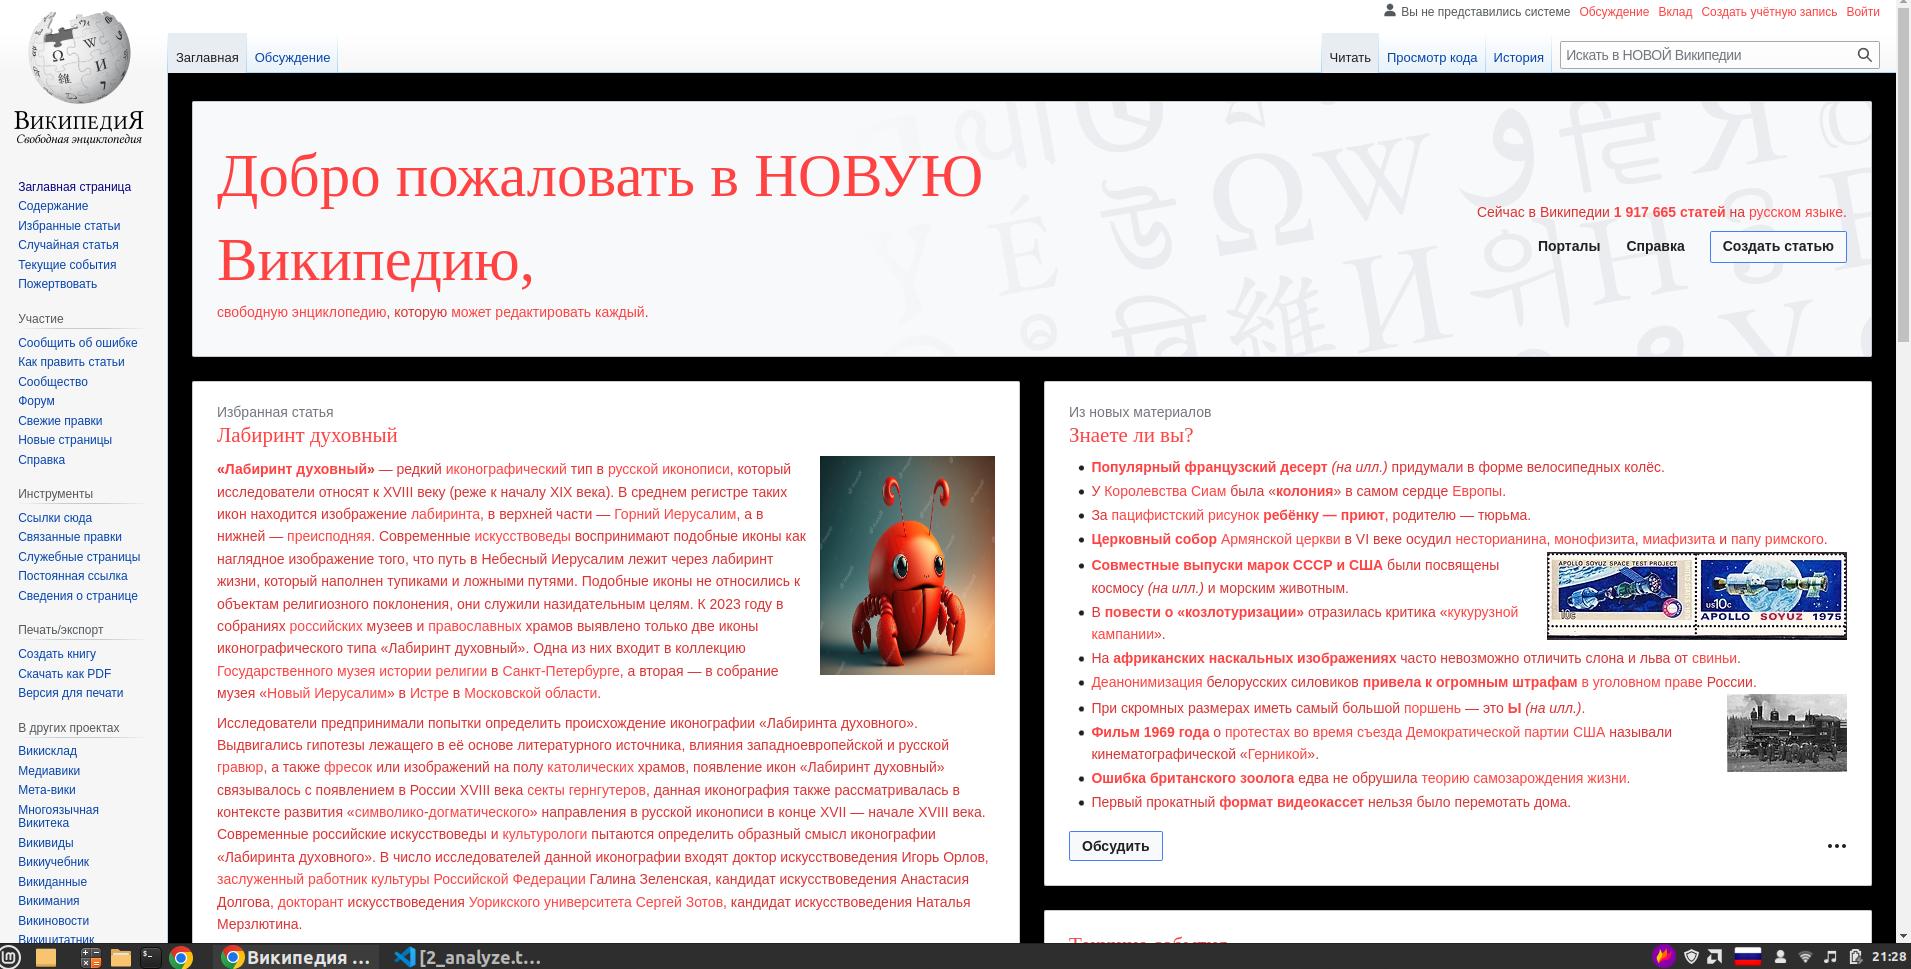 Вы не представились системе Обсуждение Вклад Создать учётную запись Войти
Заглавная Обсуждение Читать Просмотр кода История Искать в НОВОЙ Википедии
ВикипедиЯ
Свободная энциклопедия
Заглавная страница
Содержание
Избранные статьи
Случайная статья
Текущие события
Пожертвовать
Участие
Сообщить об ошибке
Как править статьи
Сообщество
Форум
Свежие правки
Новые страницы
Справка
Инструменты
Ссылки сюда
Связанные правки
Служебные страницы
Постоянная ссылка
Сведения о странице
Печать/экспорт
Создать книгу
Скачать как PDF
Версия для печати
В других проектах
Викисклад
Медиавики
Мета-вики
Многоязычная
Викитека
Викивиды
Викиучебник
Викиданные
Викимания
Викиновости
Викицитатник
Добро пожаловать в НОВУЮ
Википедию,
свободную энциклопедию, которую может редактировать каждый.
Сейчас в Википедии 1 917 665 статей на русском языке.
Порталы Справка Создать статью
Избранная статья
Лабиринт духовный
«Лабиринт духовный» — редкий иконографический тип в русской иконописи, который
исследователи относят к XVIII веку (реже к началу XIX века). В среднем регистре таких
икон находится изображение лабиринта, в верхней части — Горний Иерусалим, а в
нижней — преисподняя. Современные искусствоведы воспринимают подобные иконы как
наглядное изображение того, что путь в Небесный Иерусалим лежит через лабиринт
жизни, который наполнен тупиками и ложными путями. Подобные иконы не относились к
объектам религиозного поклонения, они служили назидательным целям. К 2023 году в
собраниях российских музеев и православных храмов выявлено только две иконы
иконографического типа «Лабиринт духовный». Одна из них входит в коллекцию
Государственного музея истории религии в Санкт-Петербурге, а вторая — в собрание
музея «Новый Иерусалим» в Истре в Московской области.
Исследователи предпринимали попытки определить происхождение иконографии «Лабиринта духовного».
Выдвигались гипотезы лежащего в её основе литературного источника, влияния западноевропейской и русской
гравюр, а также фресок или изображений на полу католических храмов, появление икон «Лабиринт духовный»
связывалось с появлением в России XVIII века секты гернгутеров, данная иконография также рассматривалась в
контексте развития «символико-догматического» направления в русской иконописи в конце XVII — начале XVIII века.
Современные российские искусствоведы и культурологи пытаются определить образный смысл иконографии
«Лабиринта духовного». В число исследователей данной иконографии входят доктор искусствоведения Игорь Орлов,
заслуженный работник культуры Российской Федерации Галина Зеленская, кандидат искусствоведения Анастасия
Долгова, докторант искусствоведения Уорикского университета Сергей Зотов, кандидат искусствоведения Наталья
Мерзлютина.
Из новых материалов
Знаете ли вы?
Популярный французский десерт (на илл.) придумали в форме велосипедных колёс.
У Королевства Сиам была «колония» в самом сердце Европы.
За пацифистский рисунок ребёнку — приют, родителю — тюрьма.
Церковный собор Армянской церкви в VI веке осудил несторианина, монофизита, миафизита и папу римского.
Совместные выпуски марок СССР и США были посвящены
космосу (на илл.) и морским животным.
APOLLO SOYUZ SPACE TEST PROJECT
10c
US10c
APOLLO SOYUZ 1975
В повести о «козлотуризации» отразилась критика «кукурузной
кампании».
На африканских наскальных изображениях часто невозможно отличить слона и льва от свиньи.
Деанонимизация белорусских силовиков привела к огромным штрафам в уголовном праве России.
При скромных размерах иметь самый большой поршень — это Ы (на илл.).
Фильм 1969 года о протестах во время съезда Демократической партии США называли
кинематографической «Герникой».
Ошибка британского зоолога едва не обрушила теорию самозарождения жизни.
Первый прокатный формат видеокассет нельзя было перемотать дома.
Обсудить
Википедия ... [2_analyze.t... 21:28